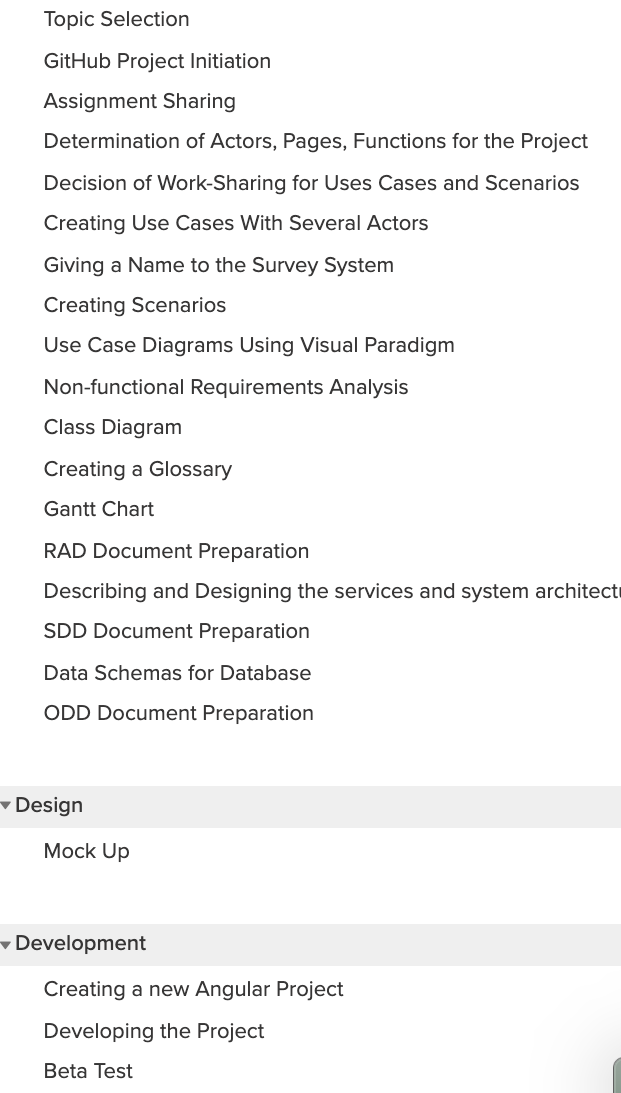 Topic Selection
GitHub Project Initiation
Assignment Sharing
Determination of Actors, Pages, Functions for the Project
Decision of Work-Sharing for Uses Cases and Scenarios
Creating Use Cases With Several Actors
Giving a Name to the Survey System
Creating Scenarios
Use Case Diagrams Using Visual Paradigm
Non-functional Requirements Analysis
Class Diagram
Creating a Glossary
Gantt Chart
RAD Document Preparation
Describing and Designing the services and system
SDD Document Preparation
Data Schemas for Database
ODD Document Preparation
Design
Mock Up
Development
Creating a new Angular Project
Developing the Project
Beta Test